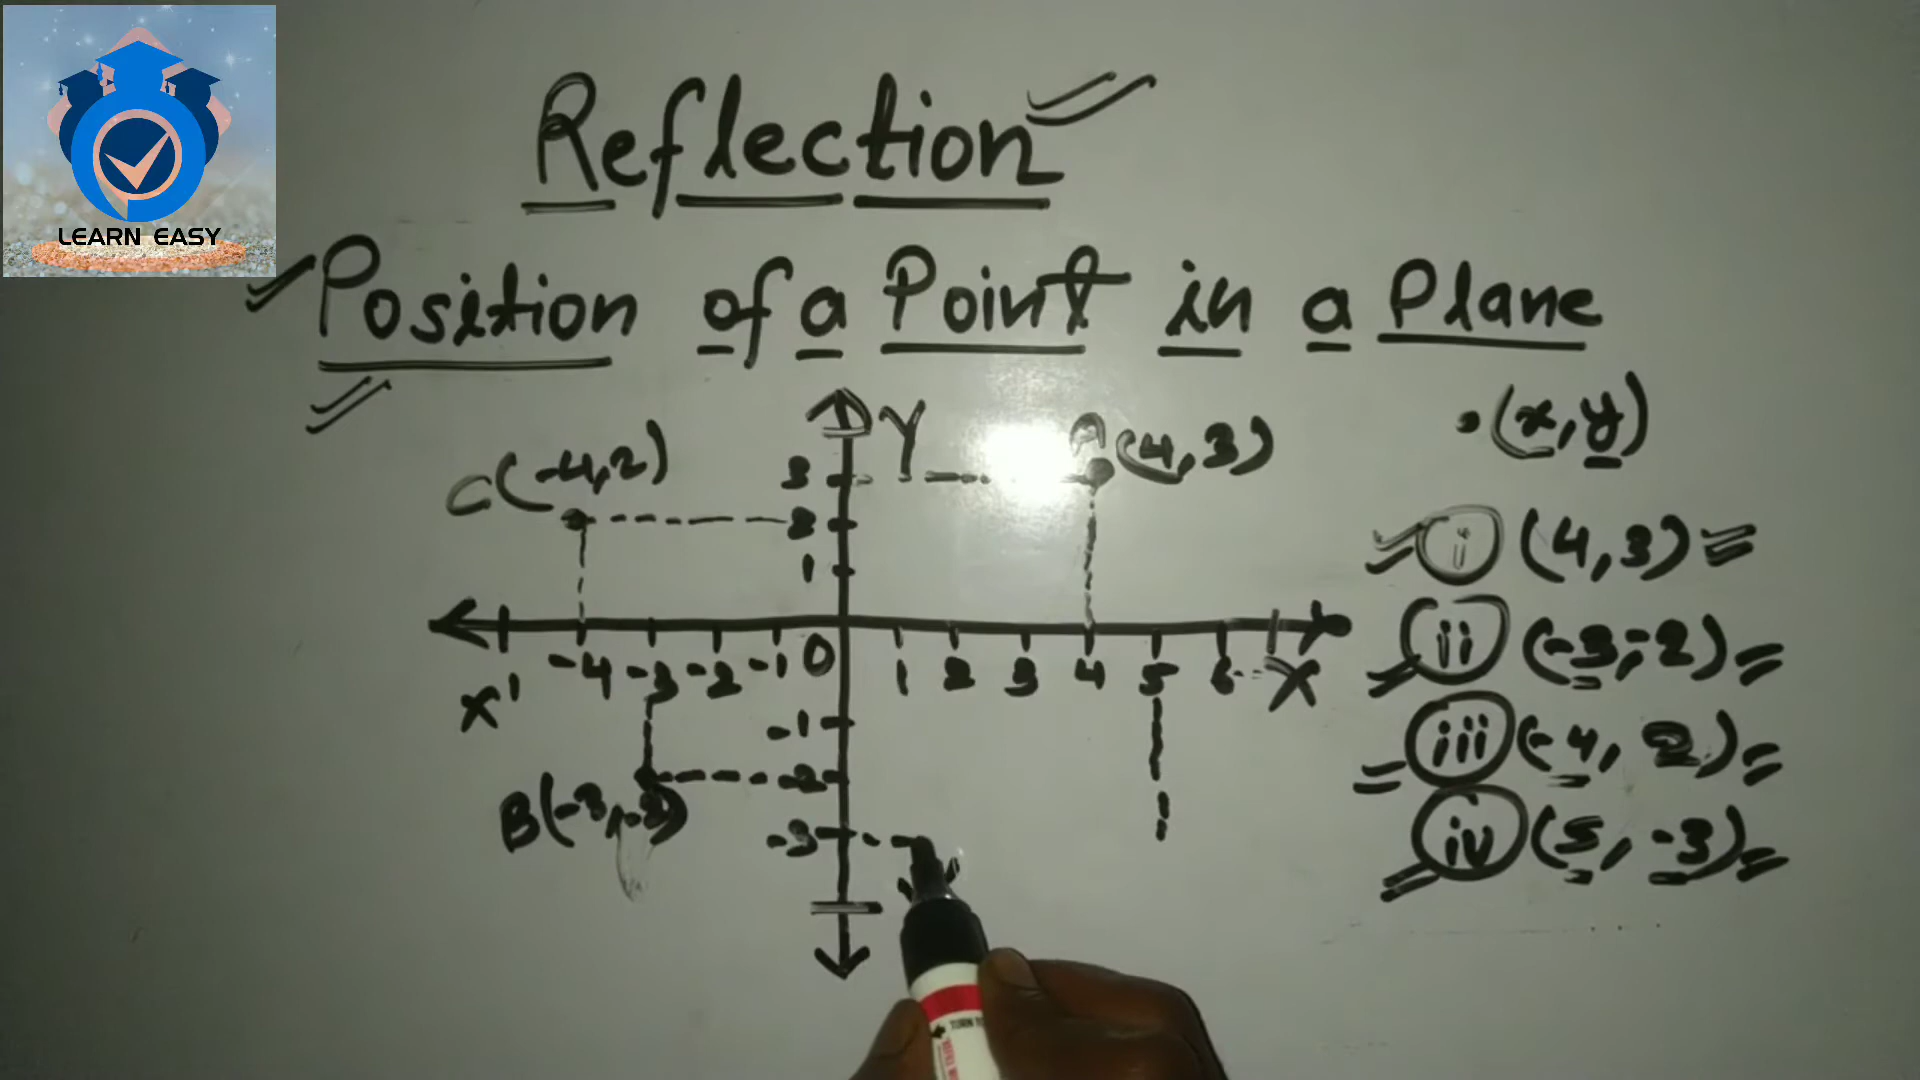 LEARN EASY
Reflection
Position of a Point in a Plane
Y
A (4,3)
C(-4,2)
.(x,y)
3
2
1
-4 -3 -2 -1 0 1 2 3 4 5 6 X
X'
-1
-2
-3
B(-3,-2)
i (4,3)
ii (-3,-2)
iii (-4, 2)
iv (5, -3)